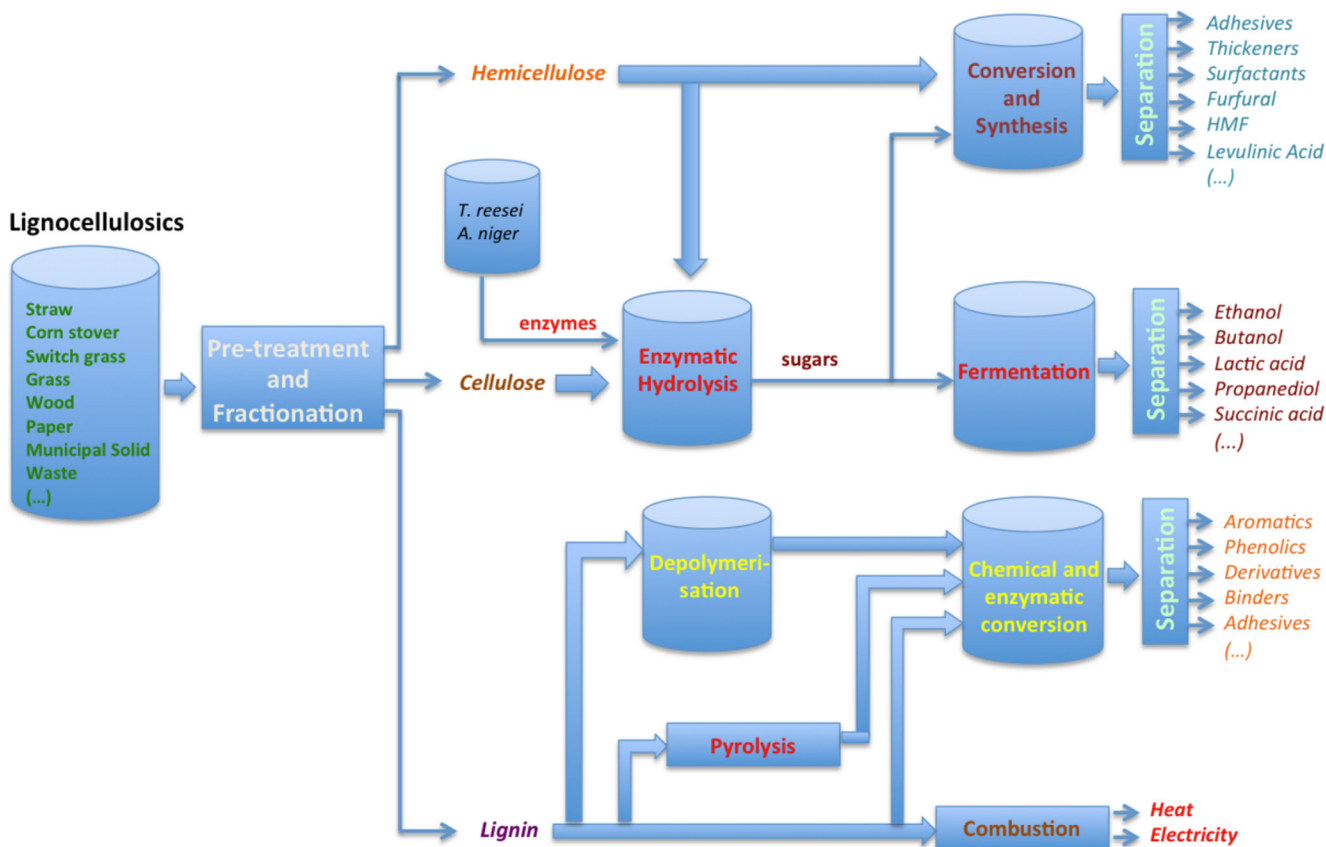 Lignocellulosics
Straw
Corn stover
Switch grass
Grass
Wood
Paper
Municipal Solid
Waste
(...)
Pre-treatment
and
Fractionation
Hemicellulose
T. reesei
A. niger
enzymes
Cellulose
Enzymatic
Hydrolysis
sugars
Conversion
and
Synthesis
Separation
Adhesives
Thickeners
Surfactants
Furfural
HMF
Levulinic Acid
(...)
Fermentation
Separation
Ethanol
Butanol
Lactic acid
Propanediol
Succinic acid
(...)
Depolymeri-
sation
Chemical and
enzymatic
conversion
Separation
Aromatics
Phenolics
Derivatives
Binders
Adhesives
(...)
Pyrolysis
Lignin
Combustion
Heat
Electricity